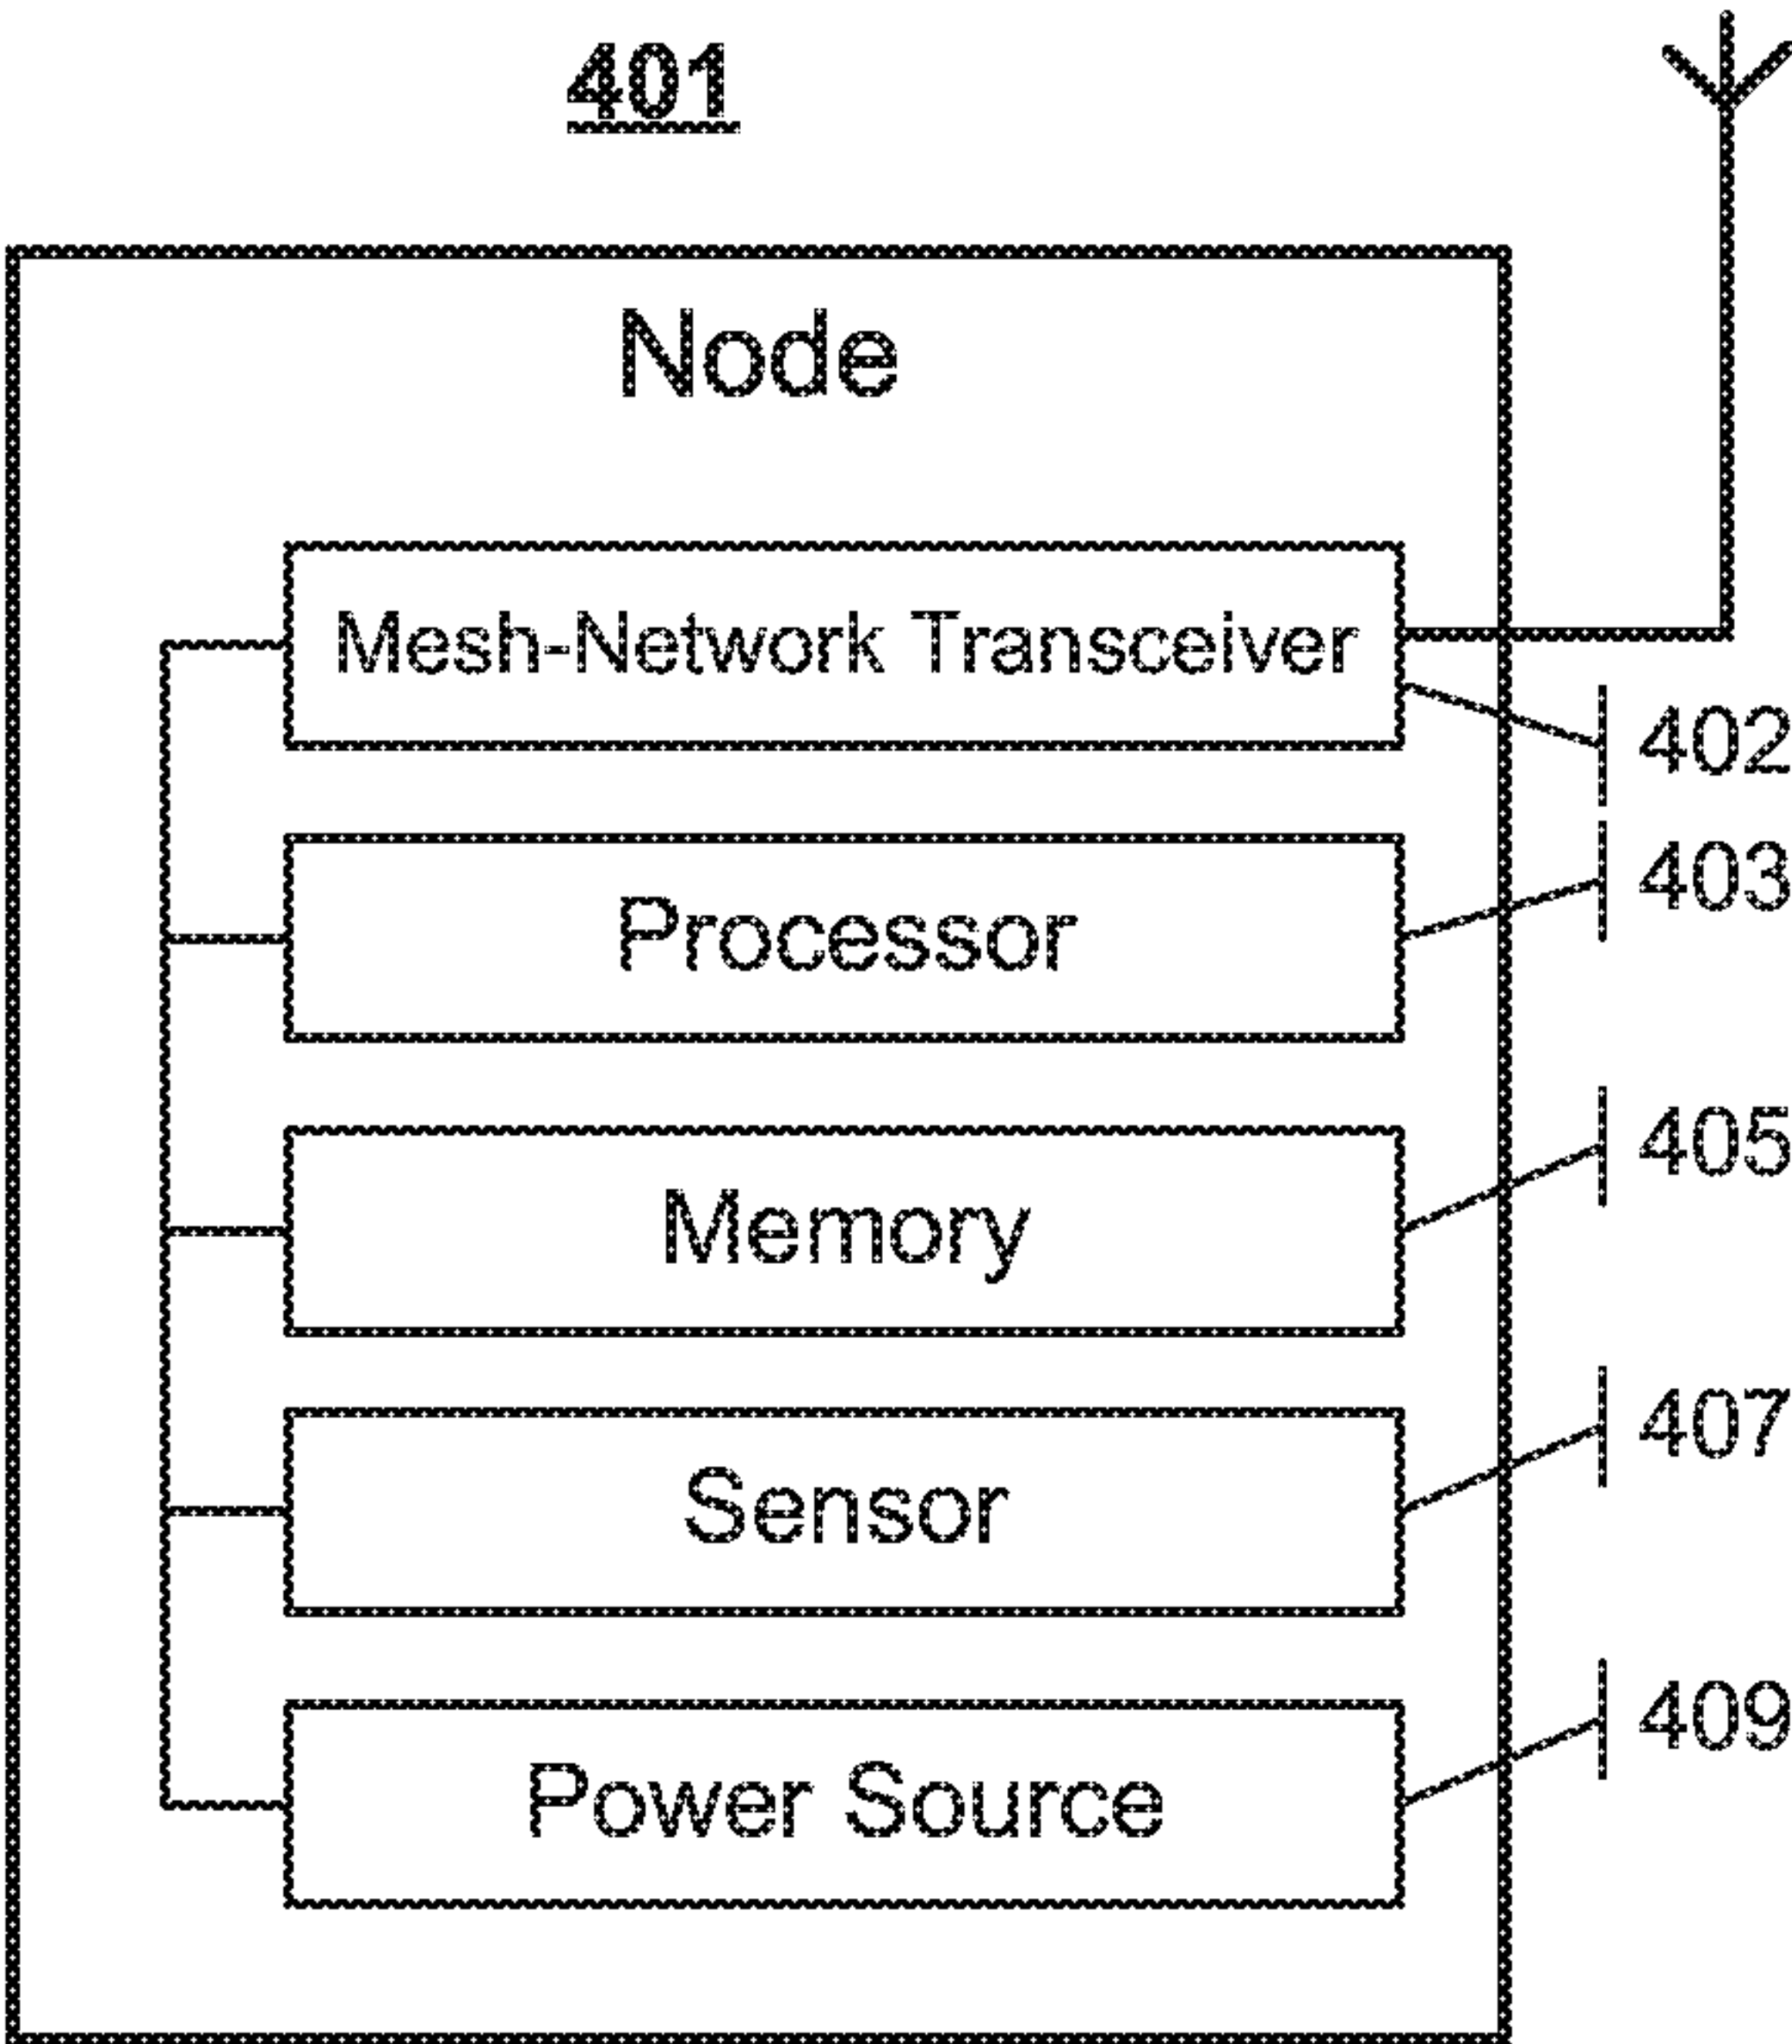 401
Node
Mesh-Network Transceiver
402
Processor
403
Memory
405
Sensor
407
Power Source
409